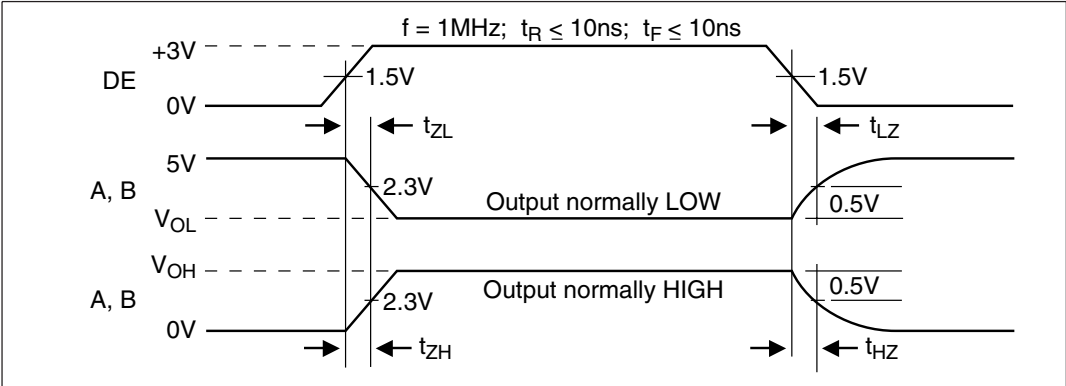 f = 1MHz; tR ≤ 10ns; tF ≤ 10ns
+3V
DE
1.5V
1.5V
0V
tZL
tLZ
5V
A, B
2.3V
Output normally LOW
0.5V
VOL
VOH
A, B
2.3V
Output normally HIGH
0.5V
0V
tZH
tHZ